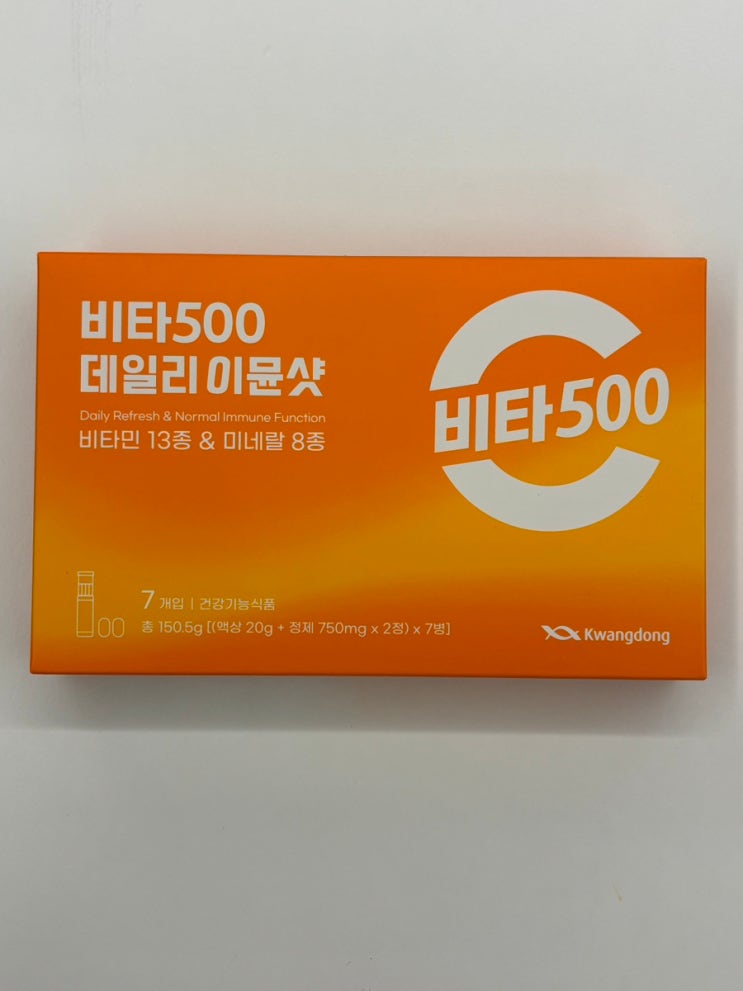 비타500
데일리 이뮨샷
Daily Refresh & Normal Immune Function
비타민 13종 & 미네랄 8종
비타500
7 개입 | 건강기능식품
총 150.5g [(액상 20g + 정제 750mg x 2정) x 7병]
Kwangdong